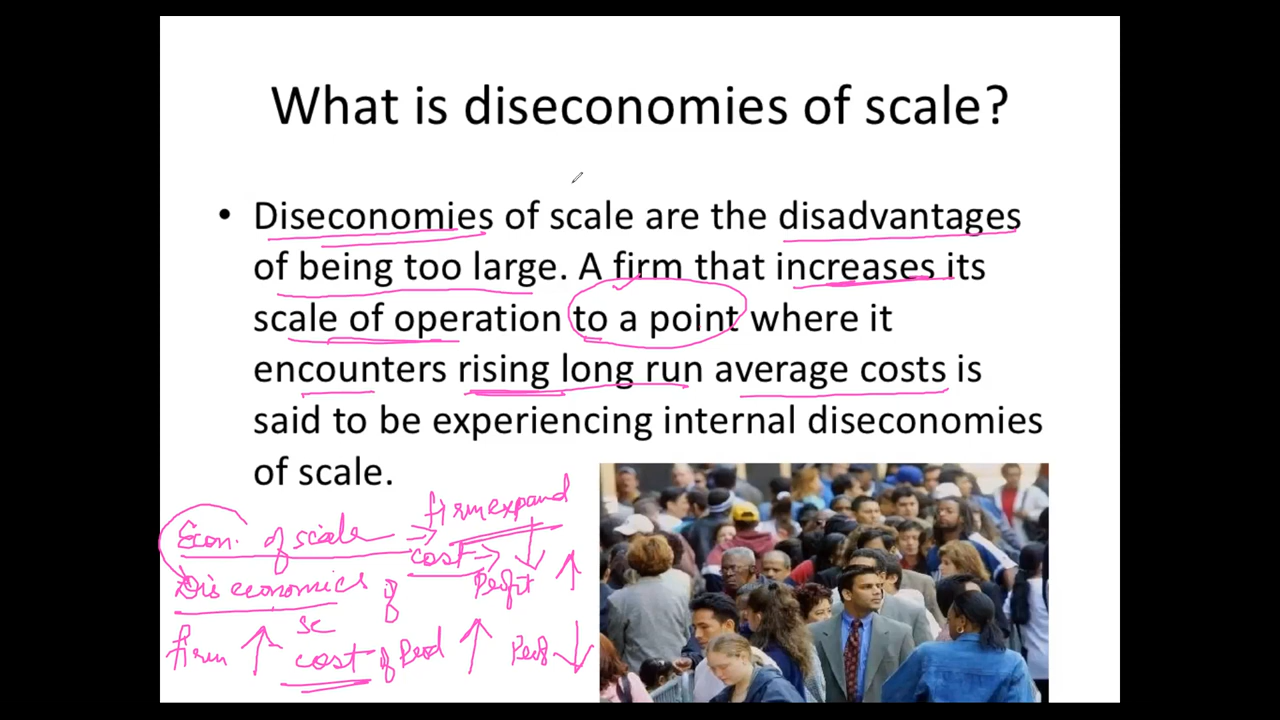 What is diseconomies of scale?
• Diseconomies of scale are the disadvantages
of being too large. A firm that increases its
scale of operation to a point where it
encounters rising long run average costs is
said to be experiencing internal diseconomies
of scale.
firm expand
Econ. of scale → cost → ↓
Profit ↑
Diseconomics of
sc
firm ↑ cost of Prod ↑ Prof ↓